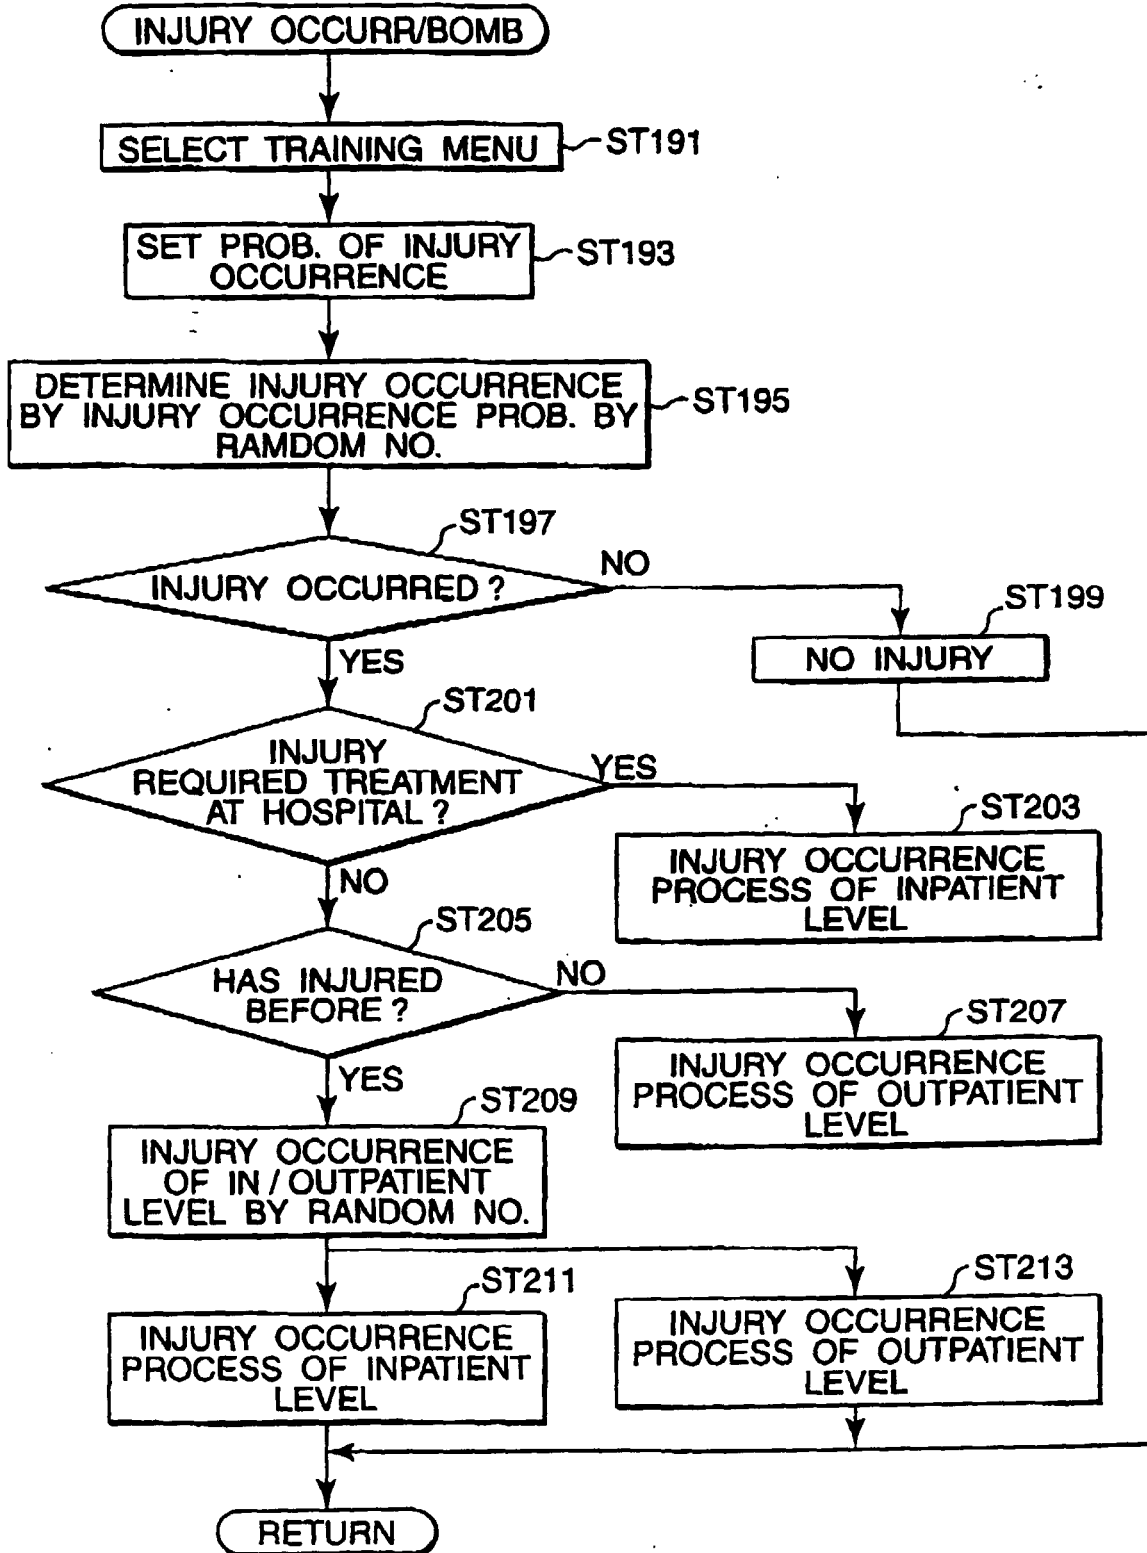 INJURY OCCURR/BOMB
SELECT TRAINING MENU
ST191
SET PROB. OF INJURY
OCCURRENCE
ST193
DETERMINE INJURY OCCURRENCE
BY INJURY OCCURRENCE PROB. BY
RAMDOM NO.
ST195
ST197
INJURY OCCURRED ?
NO
ST199
NO INJURY
YES
ST201
INJURY
REQUIRED TREATMENT
AT HOSPITAL ?
YES
ST203
INJURY OCCURRENCE
PROCESS OF INPATIENT
LEVEL
NO
ST205
HAS INJURED
BEFORE ?
NO
ST207
INJURY OCCURRENCE
PROCESS OF OUTPATIENT
LEVEL
YES
ST209
INJURY OCCURRENCE
OF IN / OUTPATIENT
LEVEL BY RANDOM NO.
ST211
INJURY OCCURRENCE
PROCESS OF INPATIENT
LEVEL
ST213
INJURY OCCURRENCE
PROCESS OF OUTPATIENT
LEVEL
RETURN